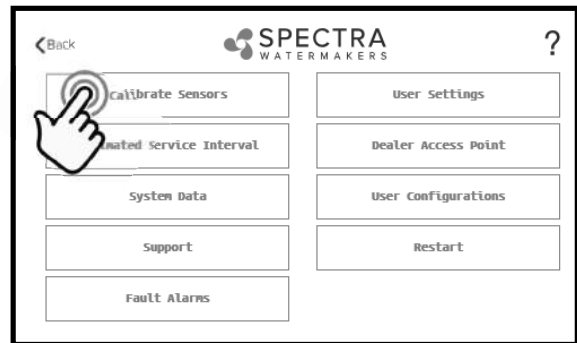 Back
SPECTRA
WATERMAKERS
?
Calibrate Sensors
User Settings
Service Interval
Dealer Access Point
System Data
User Configurations
Support
Restart
Fault Alarms